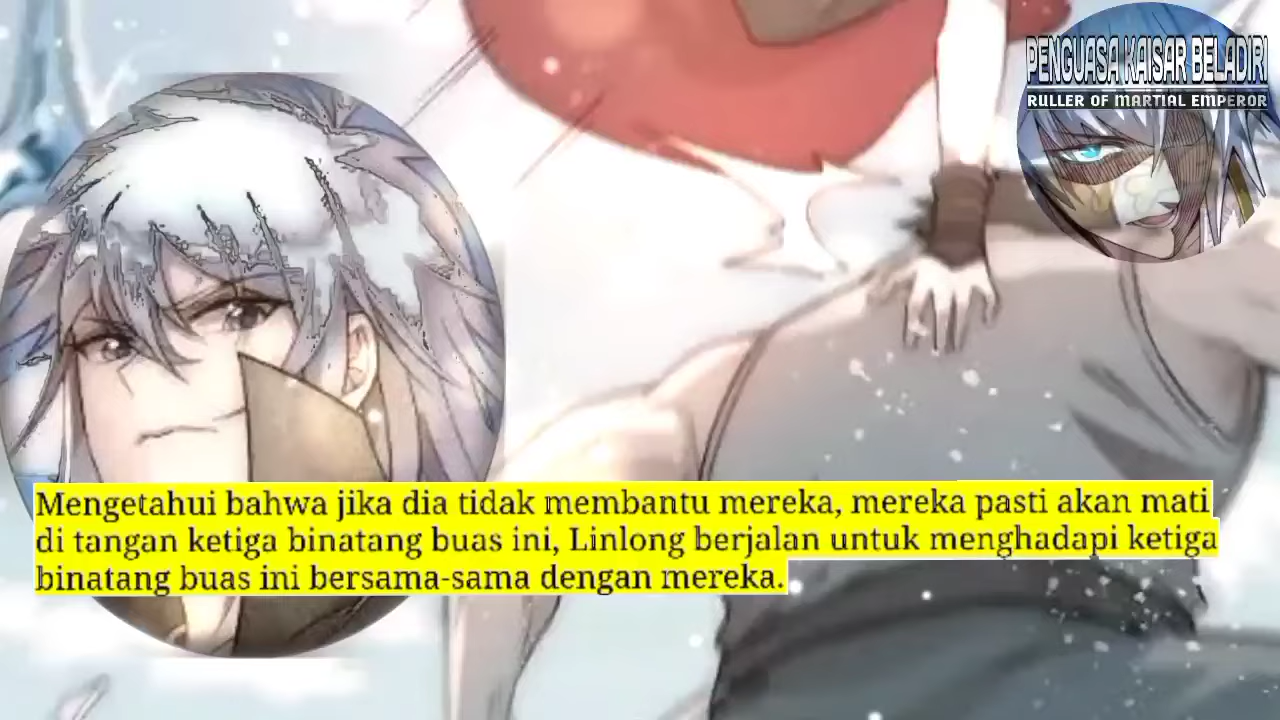 PENGUASA KAISAR BELADIRI
RULLER OF MARTIAL EMPEROR
Mengetahui bahwa jika dia tidak membantu mereka, mereka pasti akan mati
di tangan ketiga binatang buas ini, Linlong berjalan untuk menghadapi ketiga
binatang buas ini bersama-sama dengan mereka.